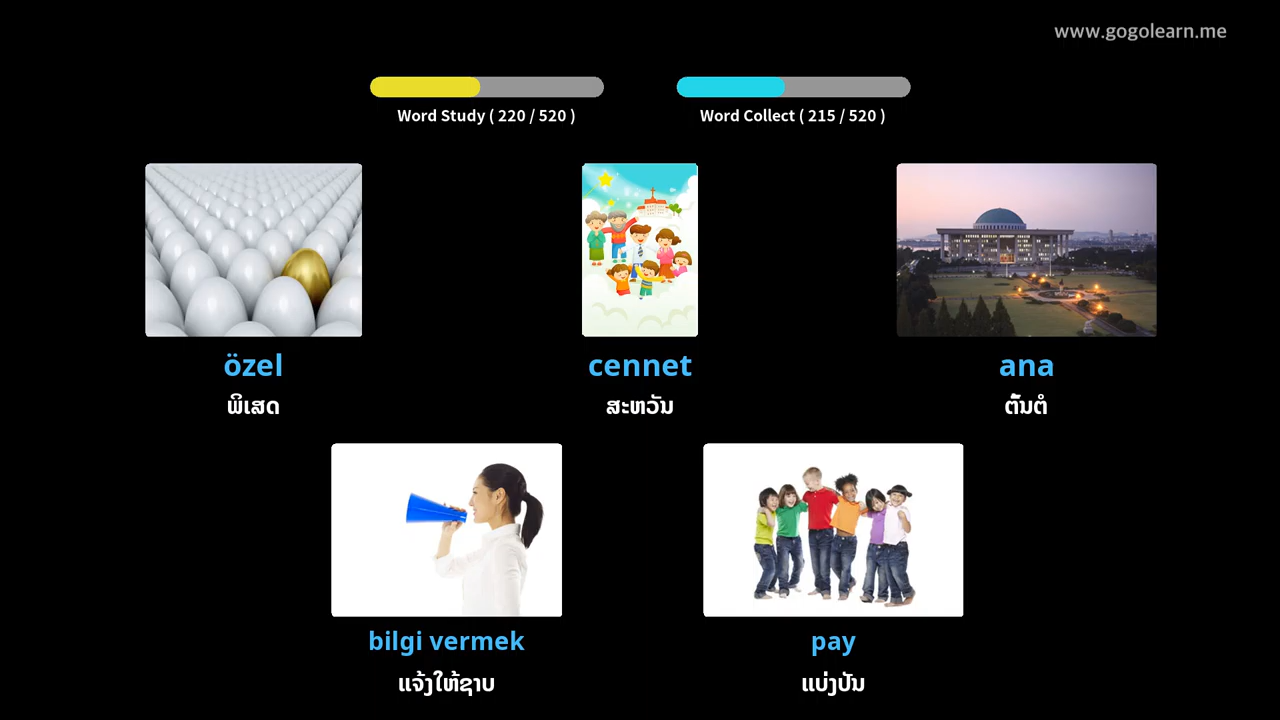 www.gogolearn.me
Word Study ( 220 / 520 )
Word Collect ( 215 / 520 )
özel
cennet
ana
ພິເສດ
ສະຫວັນ
ຕົ້ນຕໍ
bilgi vermek
pay
ແຈ້ງໃຫ້ຊາບ
ແບ່ງປັນ